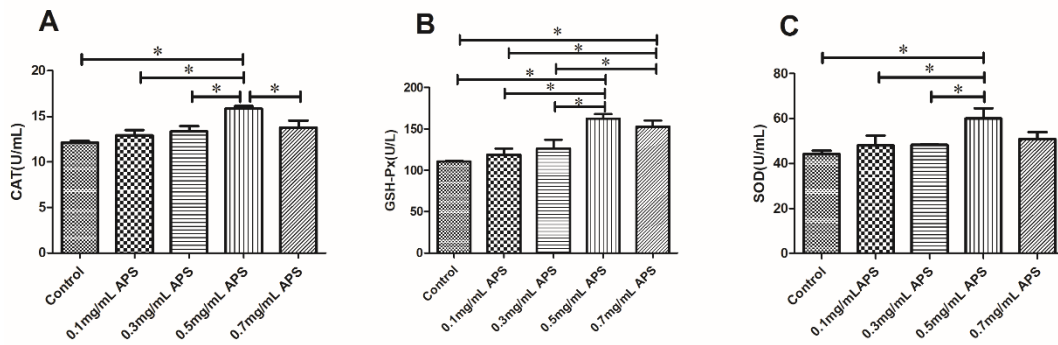 A
*
*
*
*
20
15
10
5
0
CAT(U/mL)
Control
0.1mg/mL APS
0.3mg/mL APS
0.5mg/mL APS
0.7mg/mL APS
B
*
*
*
*
*
*
200
150
100
50
0
GSH-Px(U/L)
Control
0.1mg/mL APS
0.3mg/mL APS
0.5mg/mL APS
0.7mg/mL APS
C
*
*
*
80
60
40
20
0
SOD(U/mL)
Control
0.1mg/mLAPS
0.3mg/mL APS
0.5mg/mL APS
0.7mg/mL APS